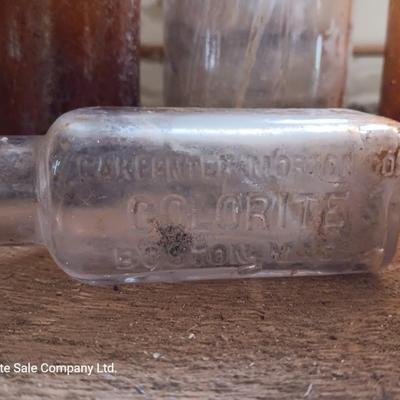 CARPENTER-MORTON CO
COLORITE
BOSTON, MASS
te Sale Company Ltd.